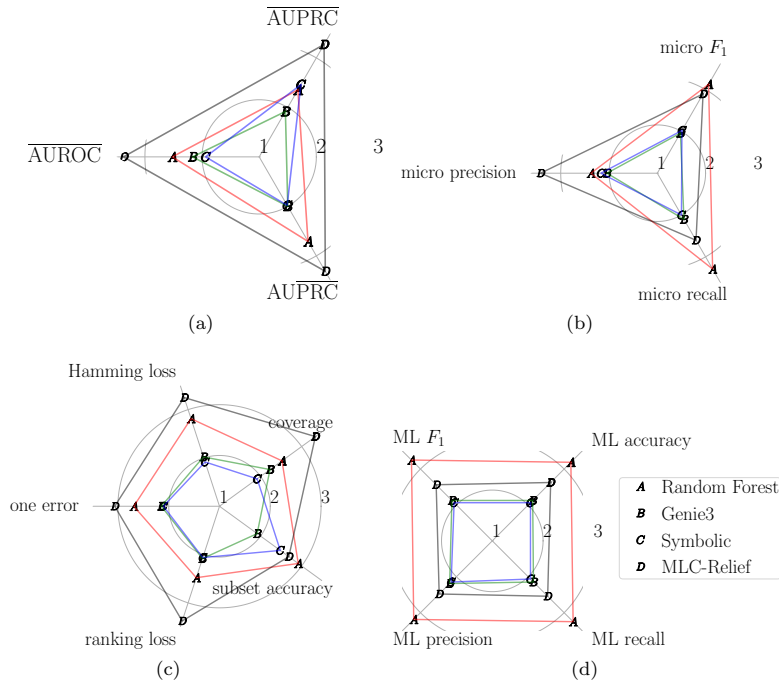 AUPRC
D
C
A
B
1 2 3
AUROC
D A B C
B
A
D
AUPRC
(a)
micro F1
A
D
C
B
1 2 3
micro precision
D A C B
C
B
D
A
micro recall
(b)
Hamming loss
D
A
B
C
coverage
D
A
B
C
1 2 3
one error
D A B
B
C
D
A
B
A
subset accuracy
D
ranking loss
(c)
ML F1
A
D
B
C
ML accuracy
A
D
B
C
1 2 3
B
C
D
A
ML precision
C
B
D
A
ML recall
(d)
A Random Forest
B Genie3
C Symbolic
D MLC-Relief